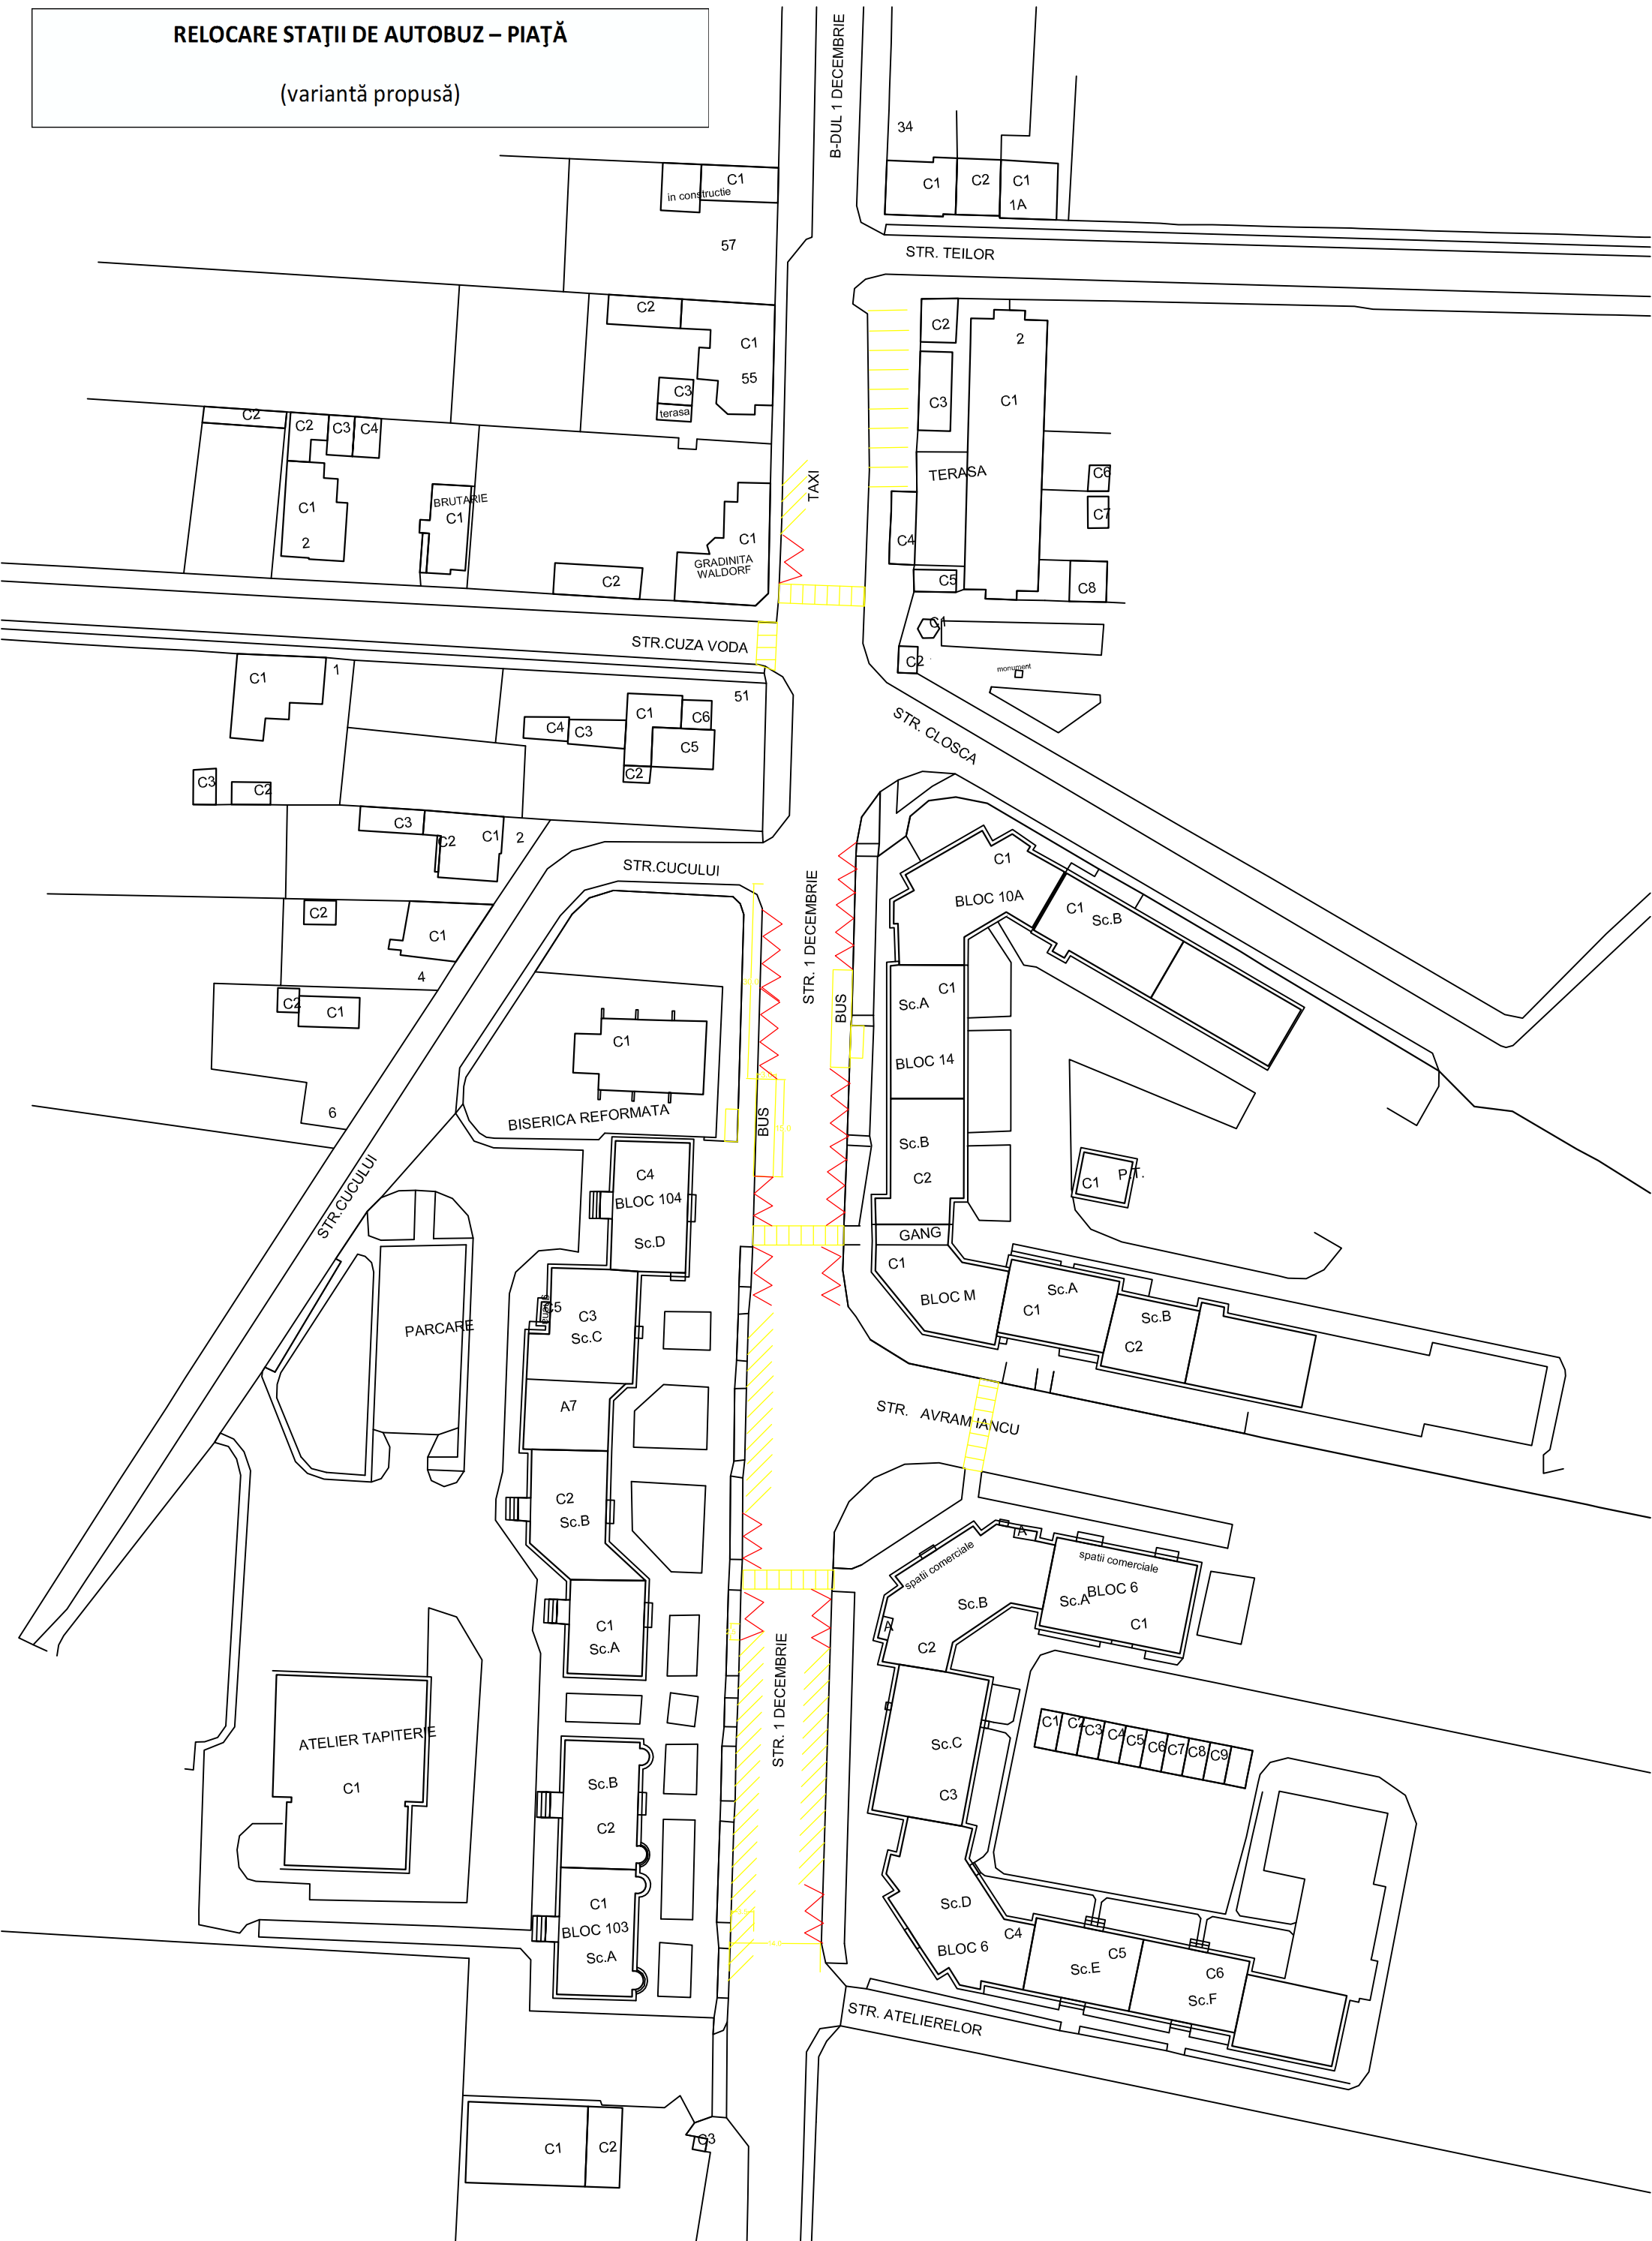 RELOCARE STAŢII DE AUTOBUZ – PIAŢĂ
(variantă propusă)
B-DUL 1 DECEMBRIE
34
C1
C2
C1
1A
C1
in constructie
57
STR. TEILOR
C2
C1
55
C3
terasa
C2
2
C3
C1
TERASA
C4
C5
C6
C7
C8
TAXI
C2
C2
C3
C4
C1
2
BRUTARIE
C1
C2
C1
GRADINITA
WALDORF
STR.CUZA VODA
C1
C2
monument
STR. CLOSCA
C1
1
51
C1
C6
C4
C3
C5
C2
C3
C2
C3
C2
C1
2
STR.CUCULUI
STR. 1 DECEMBRIE
C1
BLOC 10A
C1
Sc.B
C2
C1
4
C2
C1
6
C1
BISERICA REFORMATA
BUS
BUS
Sc.A
C1
BLOC 14
Sc.B
C2
GANG
C1
P.T.
STR.CUCULUI
C4
BLOC 104
Sc.D
C1
BLOC M
Sc.A
C1
Sc.B
C2
C5
C3
Sc.C
PARCARE
A7
STR. AVRAM IANCU
C2
Sc.B
C1
Sc.A
A
spatii comerciale
spatii comerciale
BLOC 6
Sc.A
C1
Sc.B
A
C2
STR. 1 DECEMBRIE
ATELIER TAPITERIE
C1
Sc.B
C2
Sc.C
C3
C1
C2
C3
C4
C5
C6
C7
C8
C9
C1
BLOC 103
Sc.A
Sc.D
C4
BLOC 6
C5
Sc.E
C6
Sc.F
STR. ATELIERELOR
C1
C2
C3